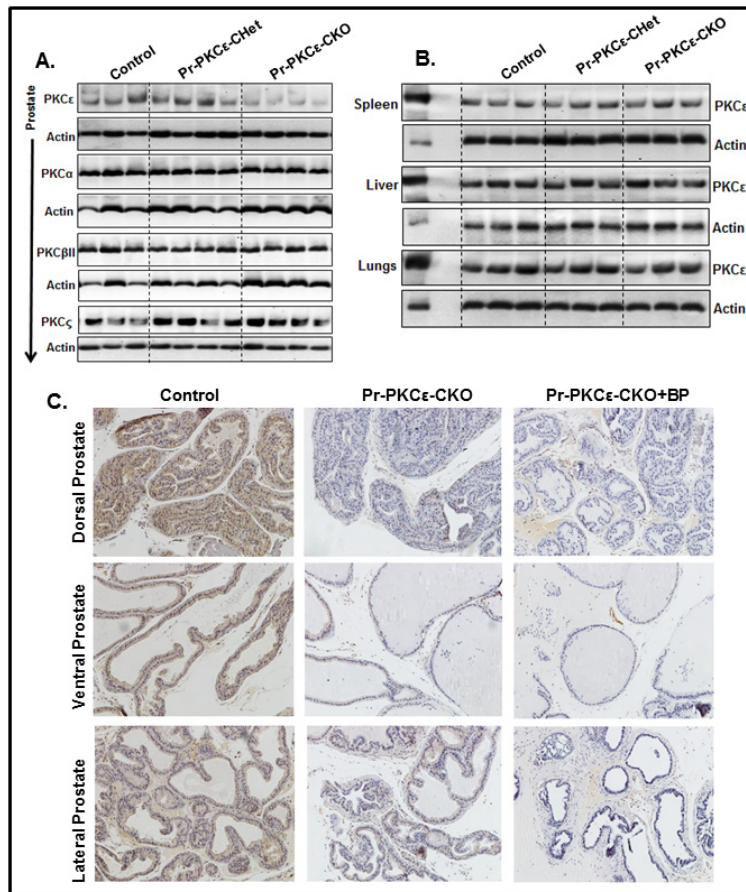 A.
Control
Pr-PKCε-CHet
Pr-PKCε-CKO
Prostate
PKCε
Actin
PKCα
Actin
PKCβII
Actin
PKCς
Actin
B.
Control
Pr-PKCε-CHet
Pr-PKCε-CKO
Spleen
PKCε
Actin
Liver
PKCε
Actin
Lungs
PKCε
Actin
C.
Control
Pr-PKCε-CKO
Pr-PKCε-CKO+BP
Dorsal Prostate
Ventral Prostate
Lateral Prostate